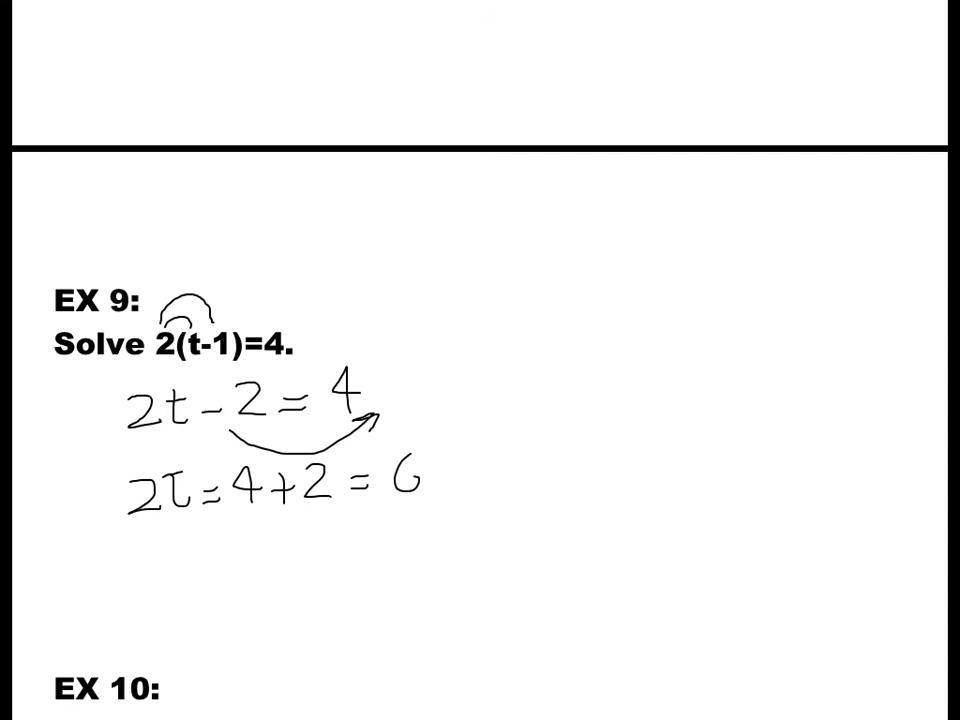 EX 9:
Solve 2(t-1)=4.
2t - 2 = 4
2t = 4 + 2 = 6
EX 10: